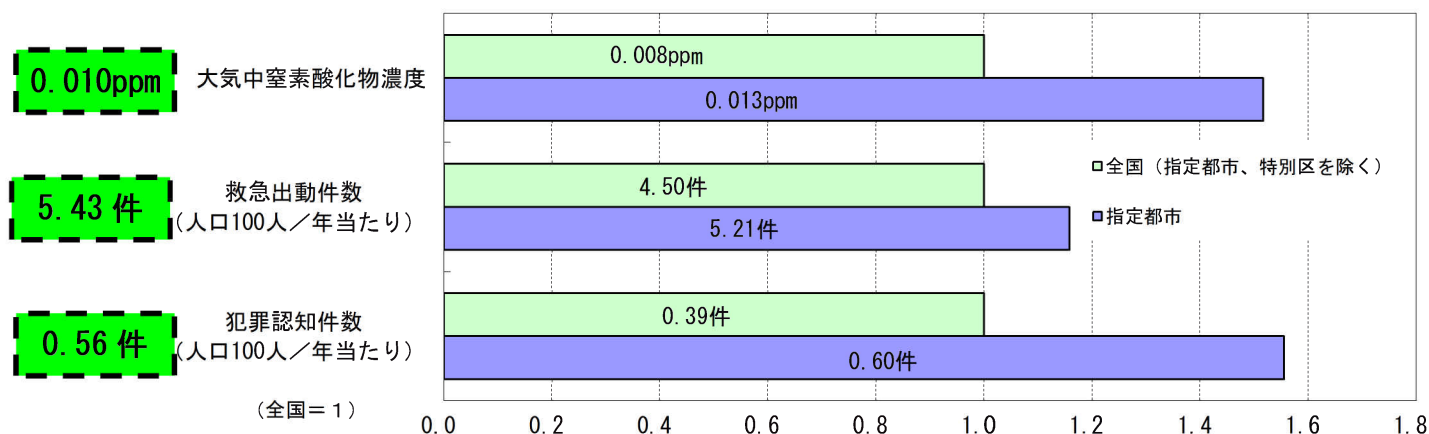 0.010ppm
大気中窒素酸化物濃度
0.008ppm
0.013ppm
5.43 件
救急出動件数
(人口100人／年当たり)
4.50件
5.21件
0.56 件
犯罪認知件数
(人口100人／年当たり)
0.39件
0.60件
全国（指定都市、特別区を除く）
指定都市
（全国＝１）
0.0 0.2 0.4 0.6 0.8 1.0 1.2 1.4 1.6 1.8